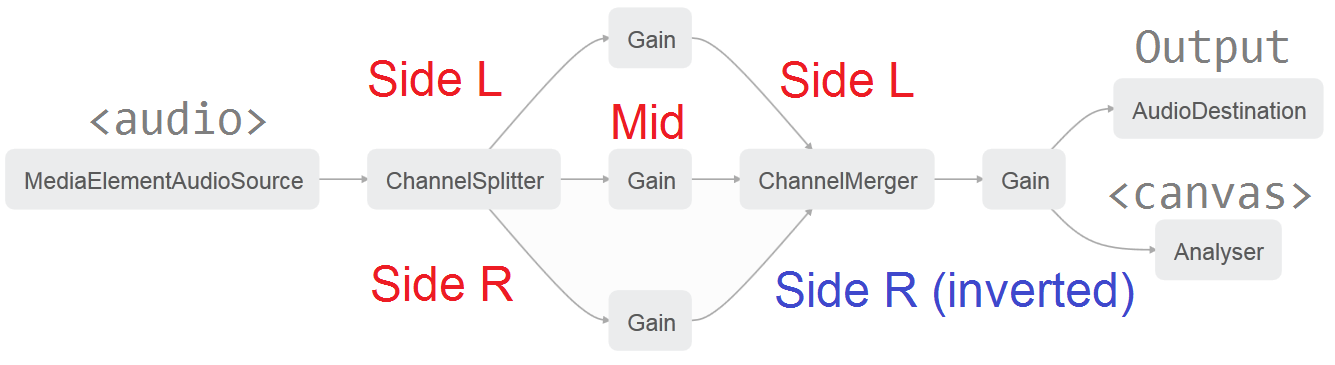 <audio>
MediaElementAudioSource
Side L
ChannelSplitter
Side R
Gain
Mid
Gain
Gain
Side L
ChannelMerger
Side R (inverted)
Gain
Output
AudioDestination
<canvas>
Analyser